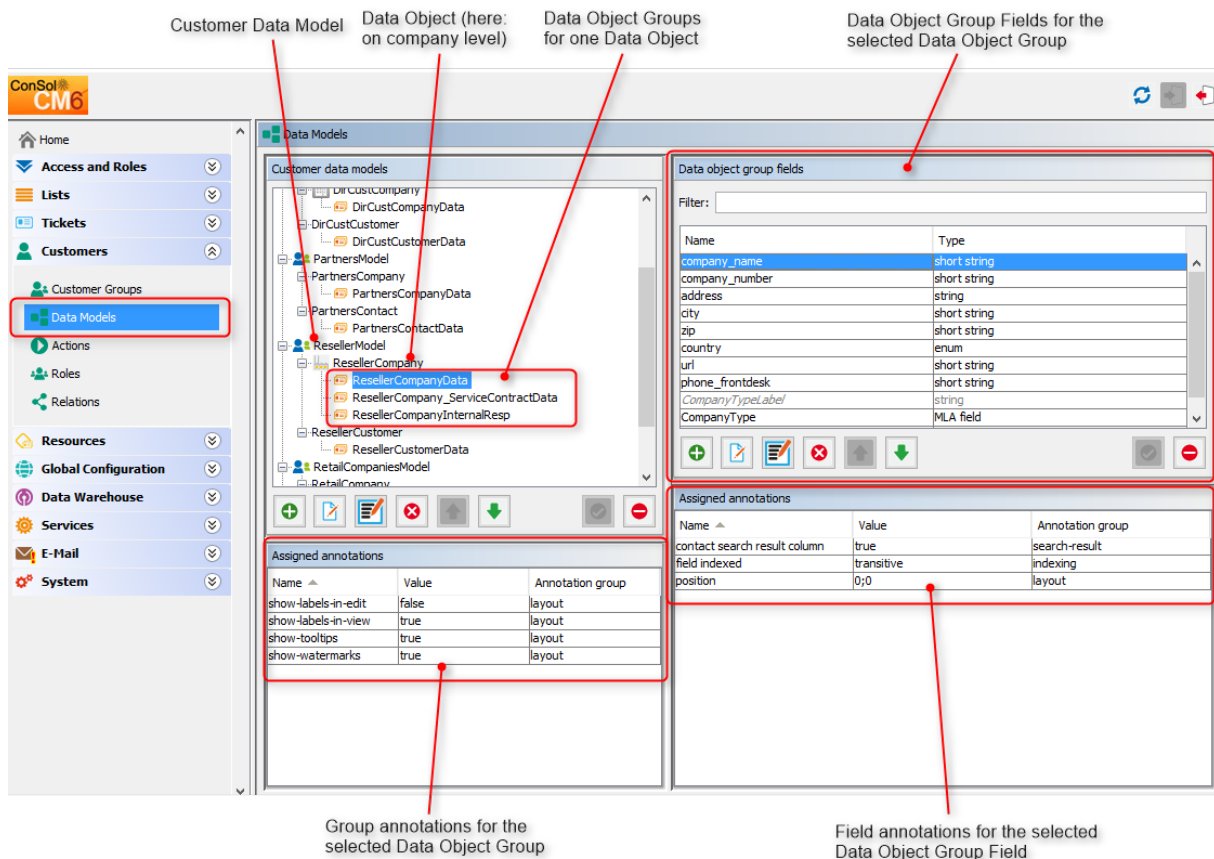 Customer Data Model
Data Object (here:
on company level)
Data Object Groups
for one Data Object
Data Object Group Fields for the
selected Data Object Group
ConSol
CM6
Home
Access and Roles
Lists
Tickets
Customers
Customer Groups
Data Models
Actions
Roles
Relations
Resources
Global Configuration
Data Warehouse
Services
E-Mail
System
Data Models
Customer data models
DirCustCompany
DirCustCompanyData
DirCustCustomer
DirCustCustomerData
PartnersModel
PartnersCompany
PartnersCompanyData
PartnersContact
PartnersContactData
ResellerModel
ResellerCompany
ResellerCompanyData
ResellerCompany_ServiceContractData
ResellerCompanyInternalResp
ResellerCustomer
ResellerCustomerData
RetailCompaniesModel
RetailCompany
Assigned annotations
Name Value Annotation group
show-labels-in-edit false layout
show-labels-in-view true layout
show-tooltips true layout
show-watermarks true layout
Data object group fields
Filter:
Name Type
company_name short string
company_number short string
address string
city short string
zip short string
country enum
url short string
phone_frontdesk short string
CompanyTypeLabel string
CompanyType MLA field
Assigned annotations
Name Value Annotation group
contact search result column true search-result
field indexed transitive indexing
position 0;0 layout
Group annotations for the
selected Data Object Group
Field annotations for the selected
Data Object Group Field